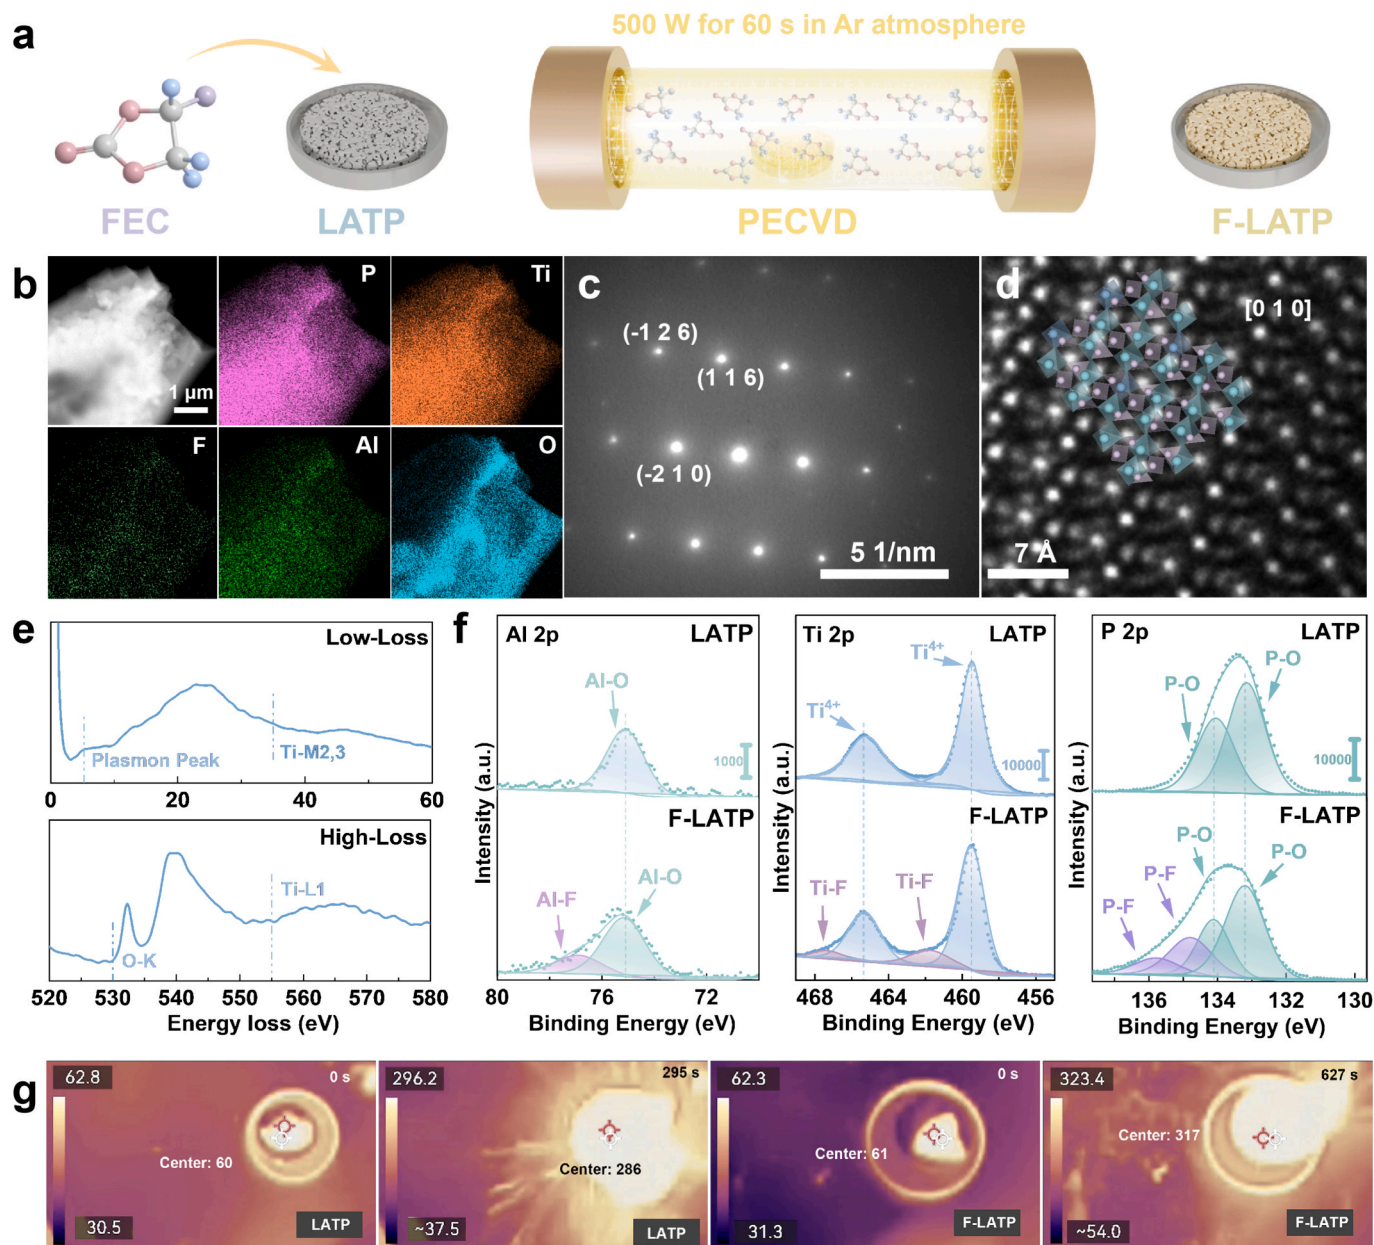 a
500 W for 60 s in Ar atmosphere
FEC
LATP
PECVD
F-LATP
b
P
Ti
1 μm
F
Al
O
c
(-1 2 6)
(1 1 6)
(-2 1 0)
5 1/nm
d
[0 1 0]
7 Å
e
Low-Loss
Plasmon Peak
Ti-M2,3
0 20 40 60
High-Loss
O-K
Ti-L1
520 530 540 550 560 570 580
Energy loss (eV)
f
Intensity (a.u.)
Al 2p
LATP
Al-O
1000
F-LATP
Al-F
Al-O
80 76 72
Binding Energy (eV)
Intensity (a.u.)
Ti 2p
LATP
Ti4+
Ti4+
10000
F-LATP
Ti-F
Ti-F
468 464 460 456
Binding Energy (eV)
Intensity (a.u.)
P 2p
LATP
P-O
P-O
10000
F-LATP
P-O
P-O
P-F
P-F
136 134 132 130
Binding Energy (eV)
g
62.8
0 s
Center: 60
30.5
LATP
296.2
295 s
Center: 286
~37.5
LATP
62.3
0 s
Center: 61
31.3
F-LATP
323.4
627 s
Center: 317
~54.0
F-LATP